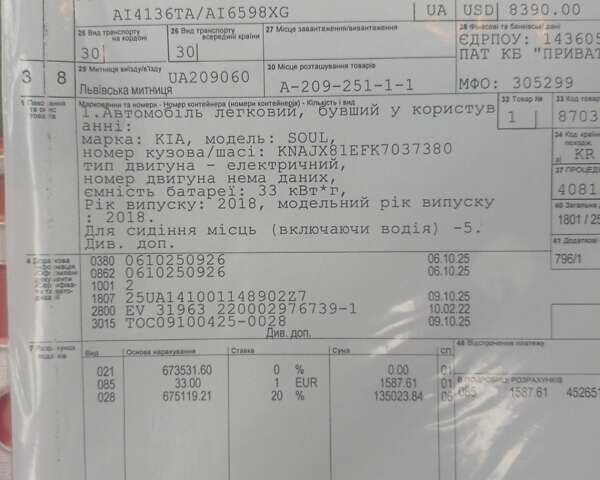 AI4136TA/AI6598XG UA USD 8390.00
25 Вид транспорту на кордоні 30
26 Вид транспорту всередині країни 30
27 Місце завантаження/вивантаження
28 Фінансові та банківські дані
ЄДРПОУ: 143605
ПАТ КБ "ПРИВАТ
МФО: 305299
3 8
29 Митниця виїзду/в'їзду UA209060
Львівська митниця
30 Місце розташування товарів
А-209-251-1-1
Маркування та номери - Номер контейнера (номери контейнерів) - Кількість і вид
32 Товар № 1
33 Код товару
8703
1.Автомобіль легковий, бувший у користув
анні:
марка: KIA, модель: SOUL,
номер кузова/шасі: KNAJX81EFK7037380
тип двигуна - електричний,
номер двигуна нема даних,
ємність батареї: 33 кВт*г,
Рік випуску: 2018, модельний рік випуску
: 2018.
Для сидіння місць (включаючи водія) -5.
Див. доп.
KR
37 ПРОЦЕД
4081
1801 / 25
41 Додаткові
796/1
0380 0610250926 06.10.25
0862 0610250926 06.10.25
1001 2
1807 25UA141001148902Z7 09.10.25
2800 EV 31963 220002976739-1 10.02.22
3015 TOC09100425-0028 09.10.25
Див. доп.
48 Відстрочення платежу
Вид Основа нарахування Ставка Сума СП
021 673531.60 0 % 0.00 01
085 33.00 1 EUR 1587.61 01
028 675119.21 20 % 135023.84 06
В ПОДРОБИЦІ РОЗРАХУНКІВ
085 1587.61 452651